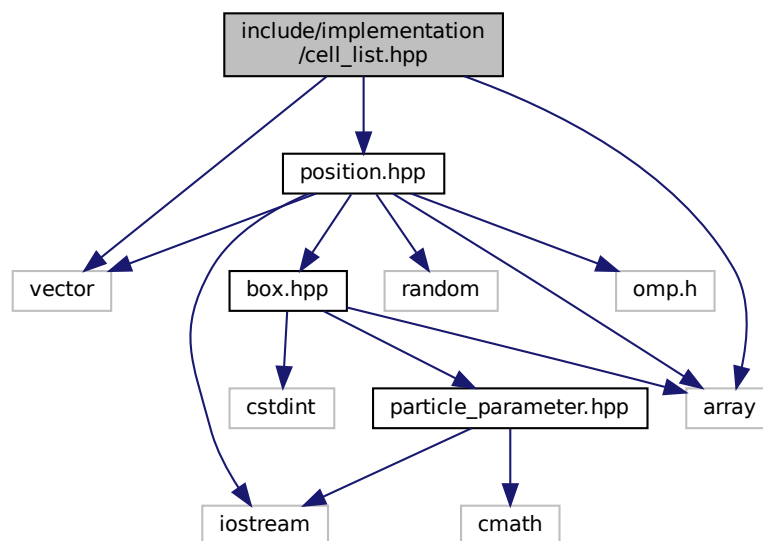 include/implementation
/cell_list.hpp
position.hpp
vector
box.hpp
random
omp.h
cstdint
particle_parameter.hpp
array
iostream
cmath